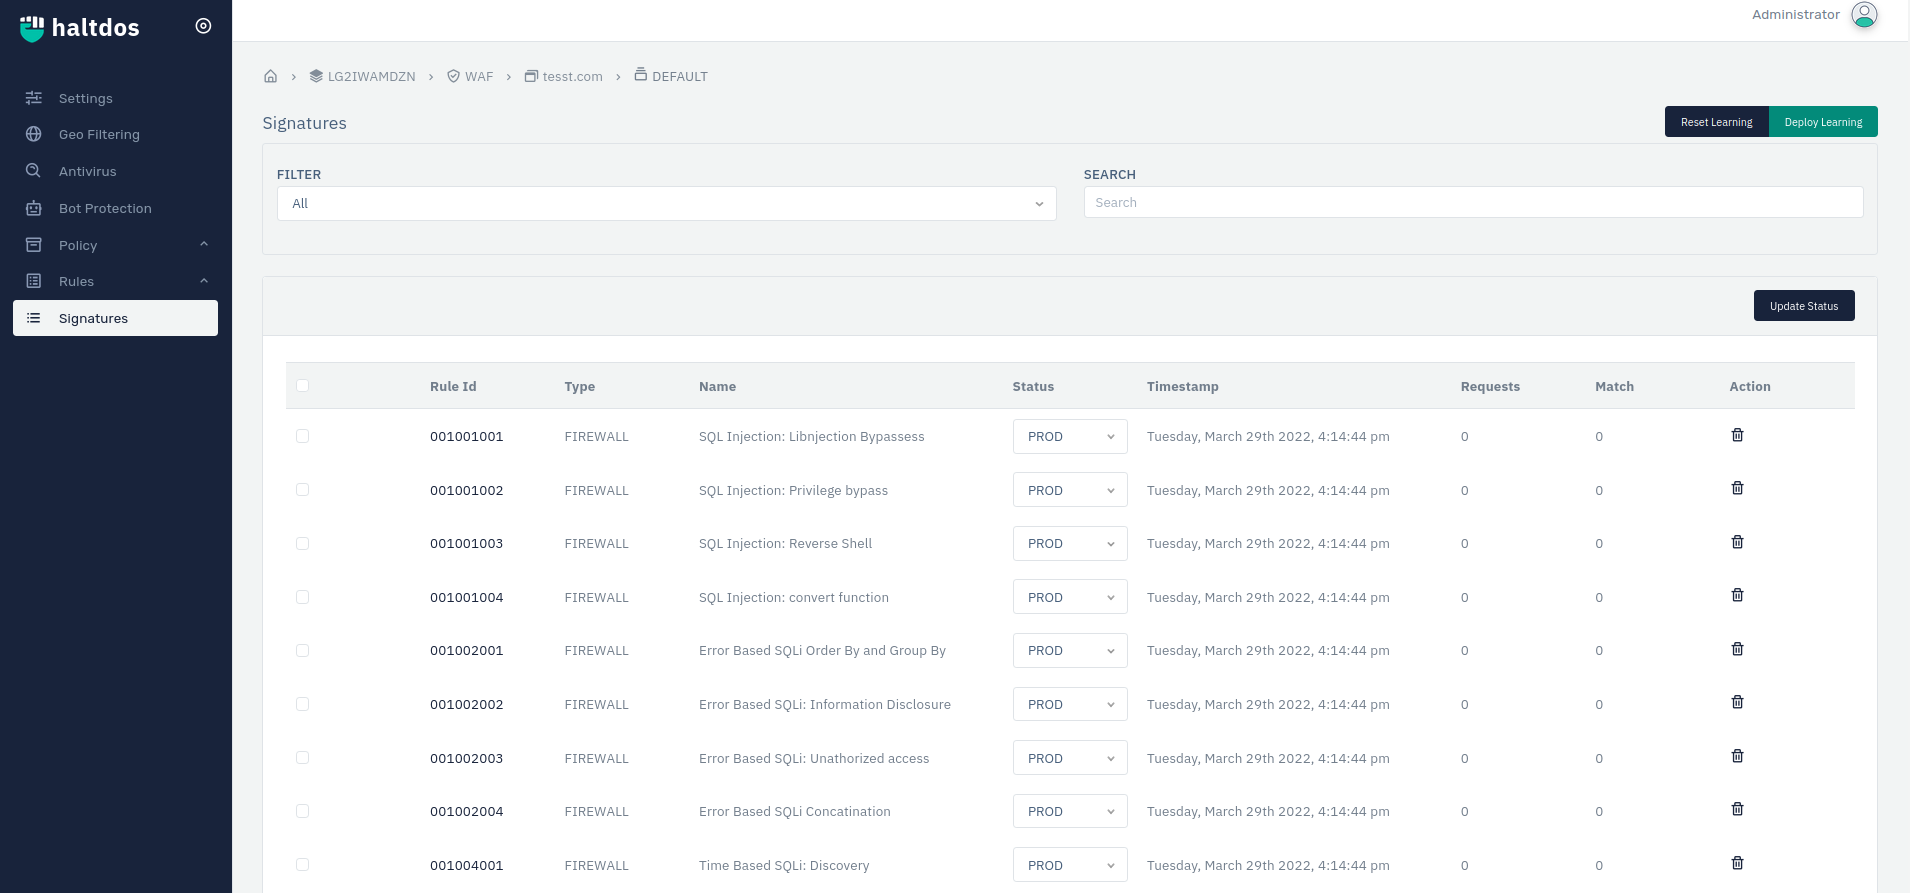 haltdos
Administrator
Settings
Geo Filtering
Antivirus
Bot Protection
Policy
Rules
Signatures
LG2IWAMDZN WAF tesst.com DEFAULT
Signatures
Reset Learning Deploy Learning
FILTER SEARCH
All Search
Update Status
Rule Id Type Name Status Timestamp Requests Match Action
001001001 FIREWALL SQL Injection: Libnjection Bypassess PROD Tuesday, March 29th 2022, 4:14:44 pm 0 0
001001002 FIREWALL SQL Injection: Privilege bypass PROD Tuesday, March 29th 2022, 4:14:44 pm 0 0
001001003 FIREWALL SQL Injection: Reverse Shell PROD Tuesday, March 29th 2022, 4:14:44 pm 0 0
001001004 FIREWALL SQL Injection: convert function PROD Tuesday, March 29th 2022, 4:14:44 pm 0 0
001002001 FIREWALL Error Based SQLi Order By and Group By PROD Tuesday, March 29th 2022, 4:14:44 pm 0 0
001002002 FIREWALL Error Based SQLi: Information Disclosure PROD Tuesday, March 29th 2022, 4:14:44 pm 0 0
001002003 FIREWALL Error Based SQLi: Unathorized access PROD Tuesday, March 29th 2022, 4:14:44 pm 0 0
001002004 FIREWALL Error Based SQLi Concatination PROD Tuesday, March 29th 2022, 4:14:44 pm 0 0
001004001 FIREWALL Time Based SQLi: Discovery PROD Tuesday, March 29th 2022, 4:14:44 pm 0 0